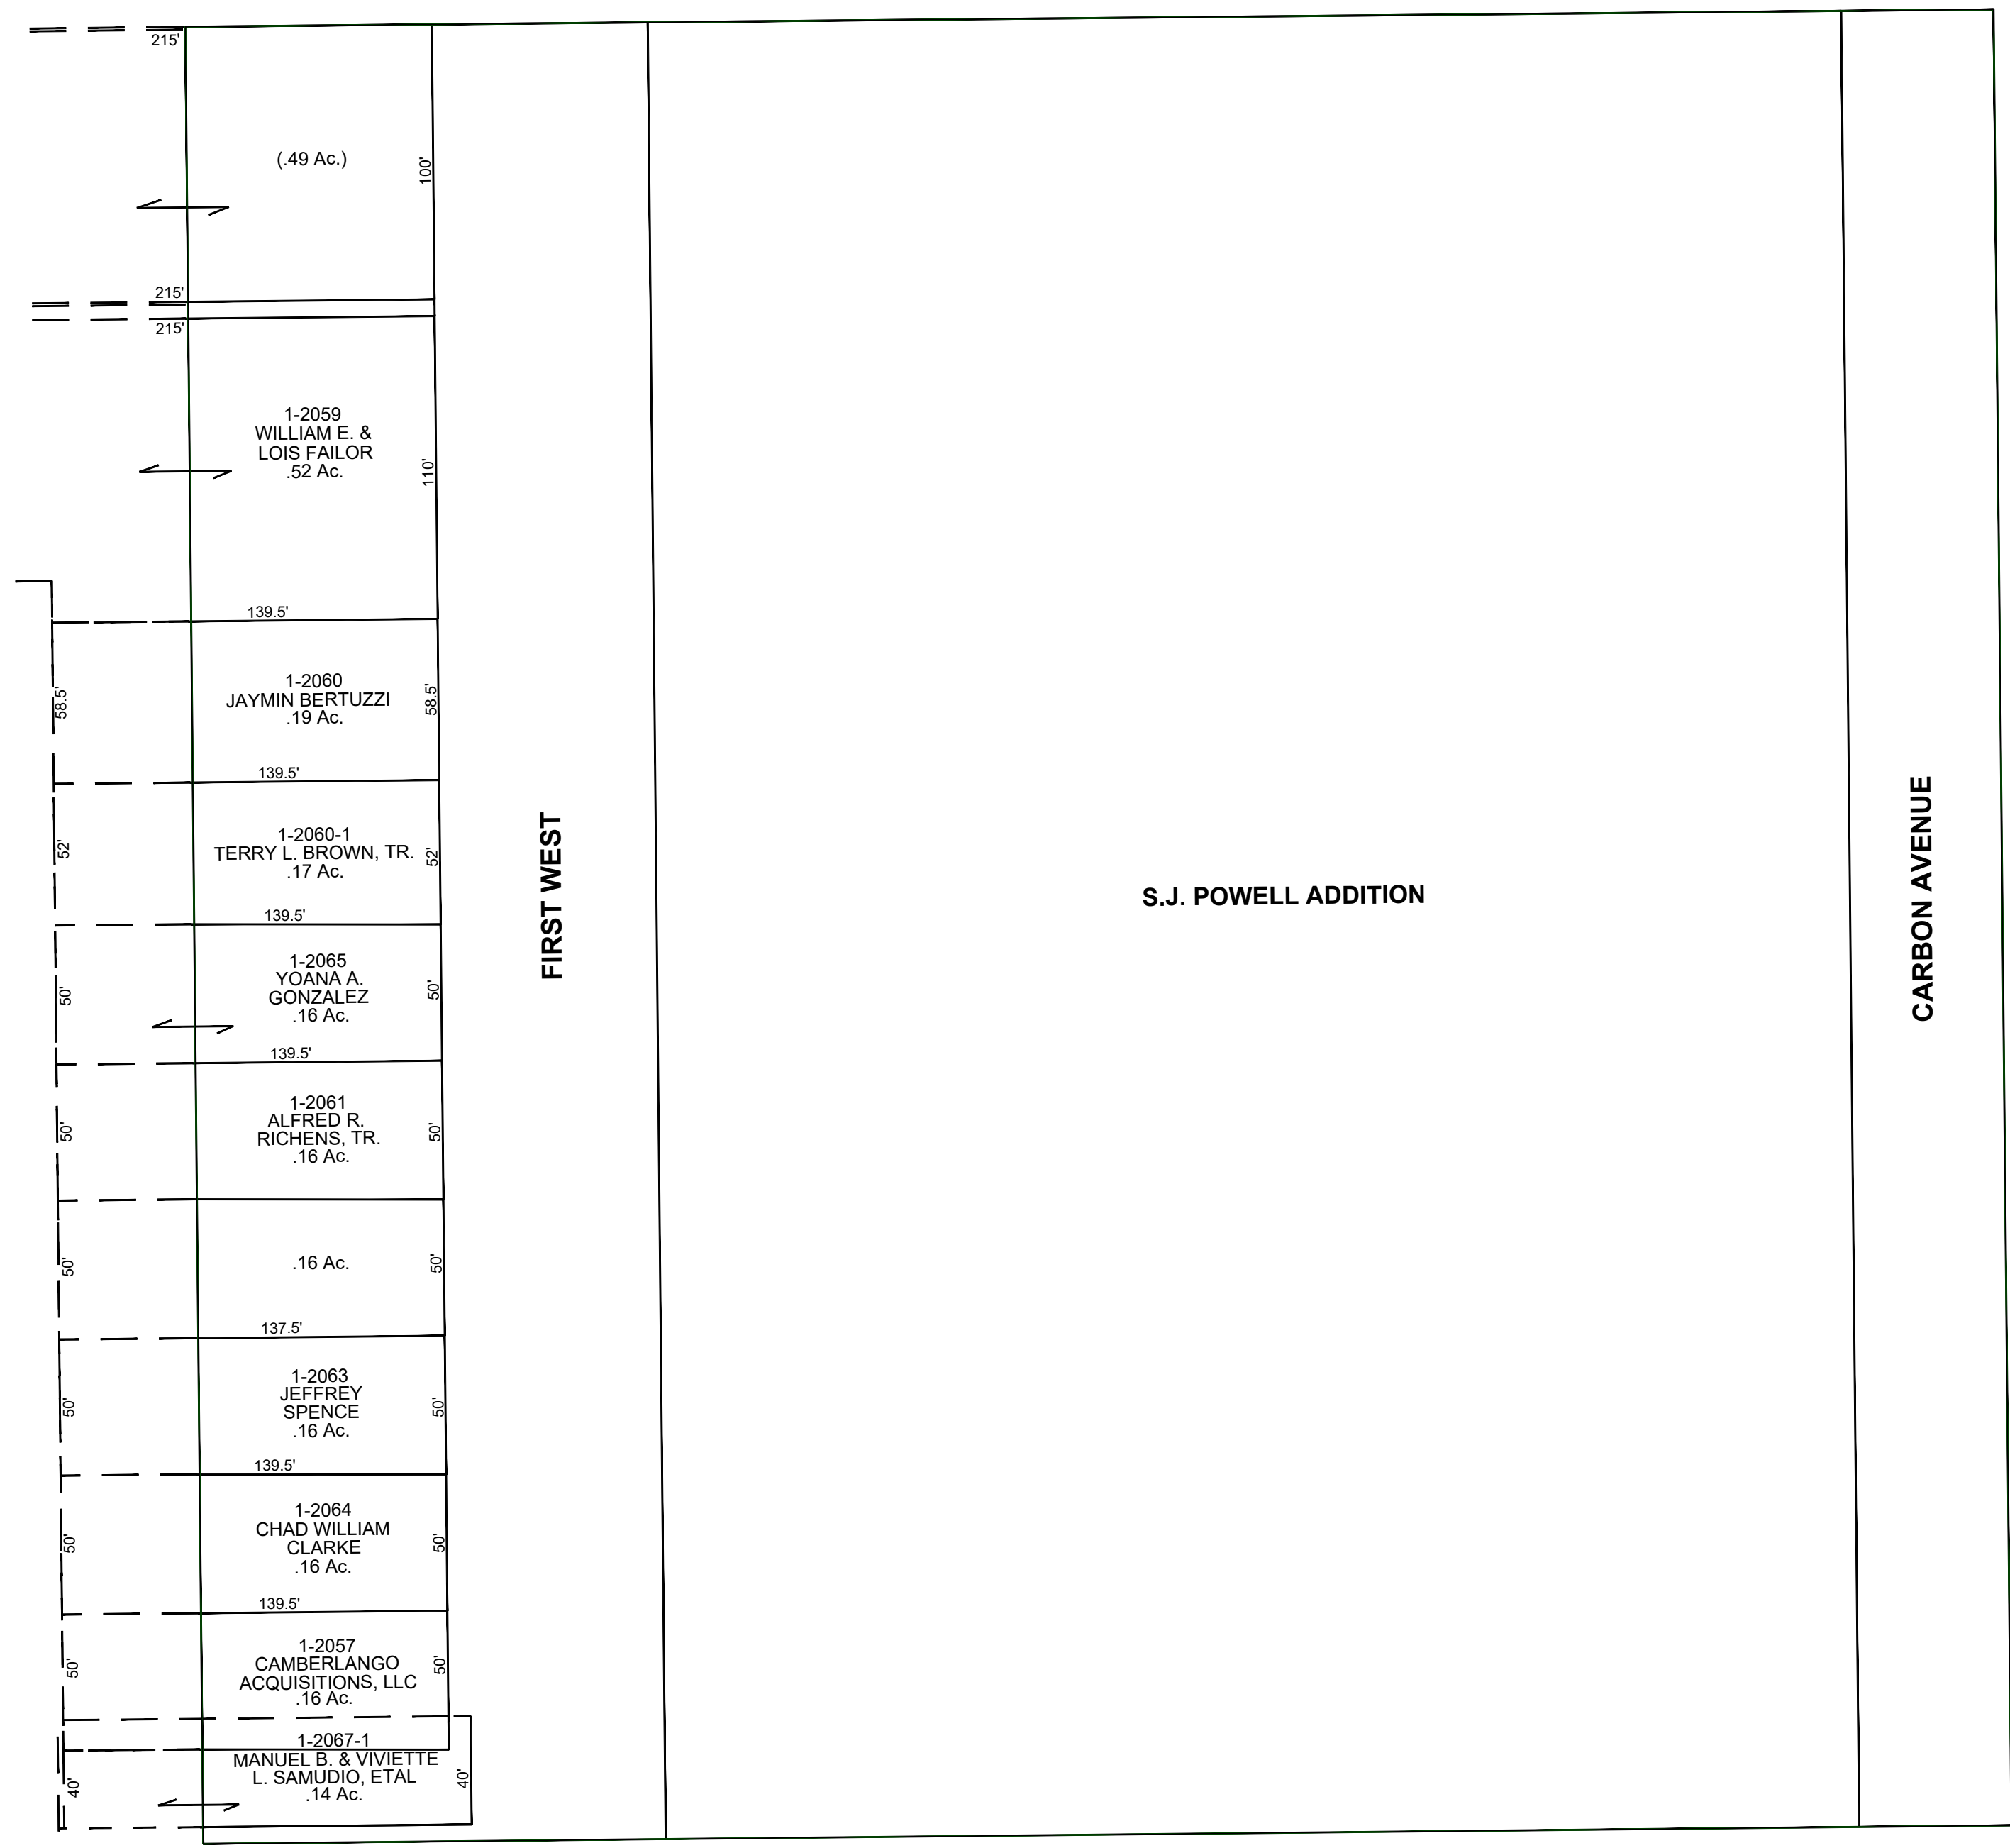 215'
(.49 Ac.)
100'
215'
215'
1-2059
WILLIAM E. &
LOIS FAILOR
.52 Ac.
110'
139.5'
58.5'
1-2060
JAYMIN BERTUZZI
.19 Ac.
58.5'
139.5'
52'
1-2060-1
TERRY L. BROWN, TR.
.17 Ac.
52'
139.5'
50'
1-2065
YOANA A.
GONZALEZ
.16 Ac.
50'
139.5'
50'
1-2061
ALFRED R.
RICHENS, TR.
.16 Ac.
50'
50'
.16 Ac.
50'
137.5'
50'
1-2063
JEFFREY
SPENCE
.16 Ac.
50'
139.5'
50'
1-2064
CHAD WILLIAM
CLARKE
.16 Ac.
50'
139.5'
50'
1-2057
CAMBERLANGO
ACQUISITIONS, LLC
.16 Ac.
50'
40'
1-2067-1
MANUEL B. & VIVIETTE
L. SAMUDIO, ETAL
.14 Ac.
40'
FIRST WEST
S.J. POWELL ADDITION
CARBON AVENUE